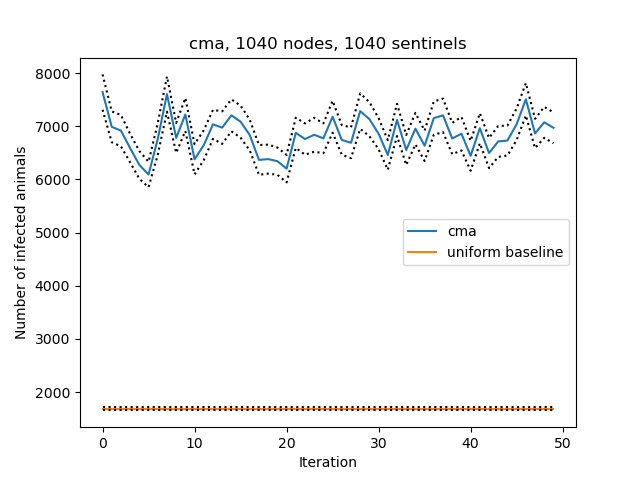 cma, 1040 nodes, 1040 sentinels
Number of infected animals
8000
7000
6000
5000
4000
3000
2000
cma
uniform baseline
0
10
20
30
40
50
Iteration